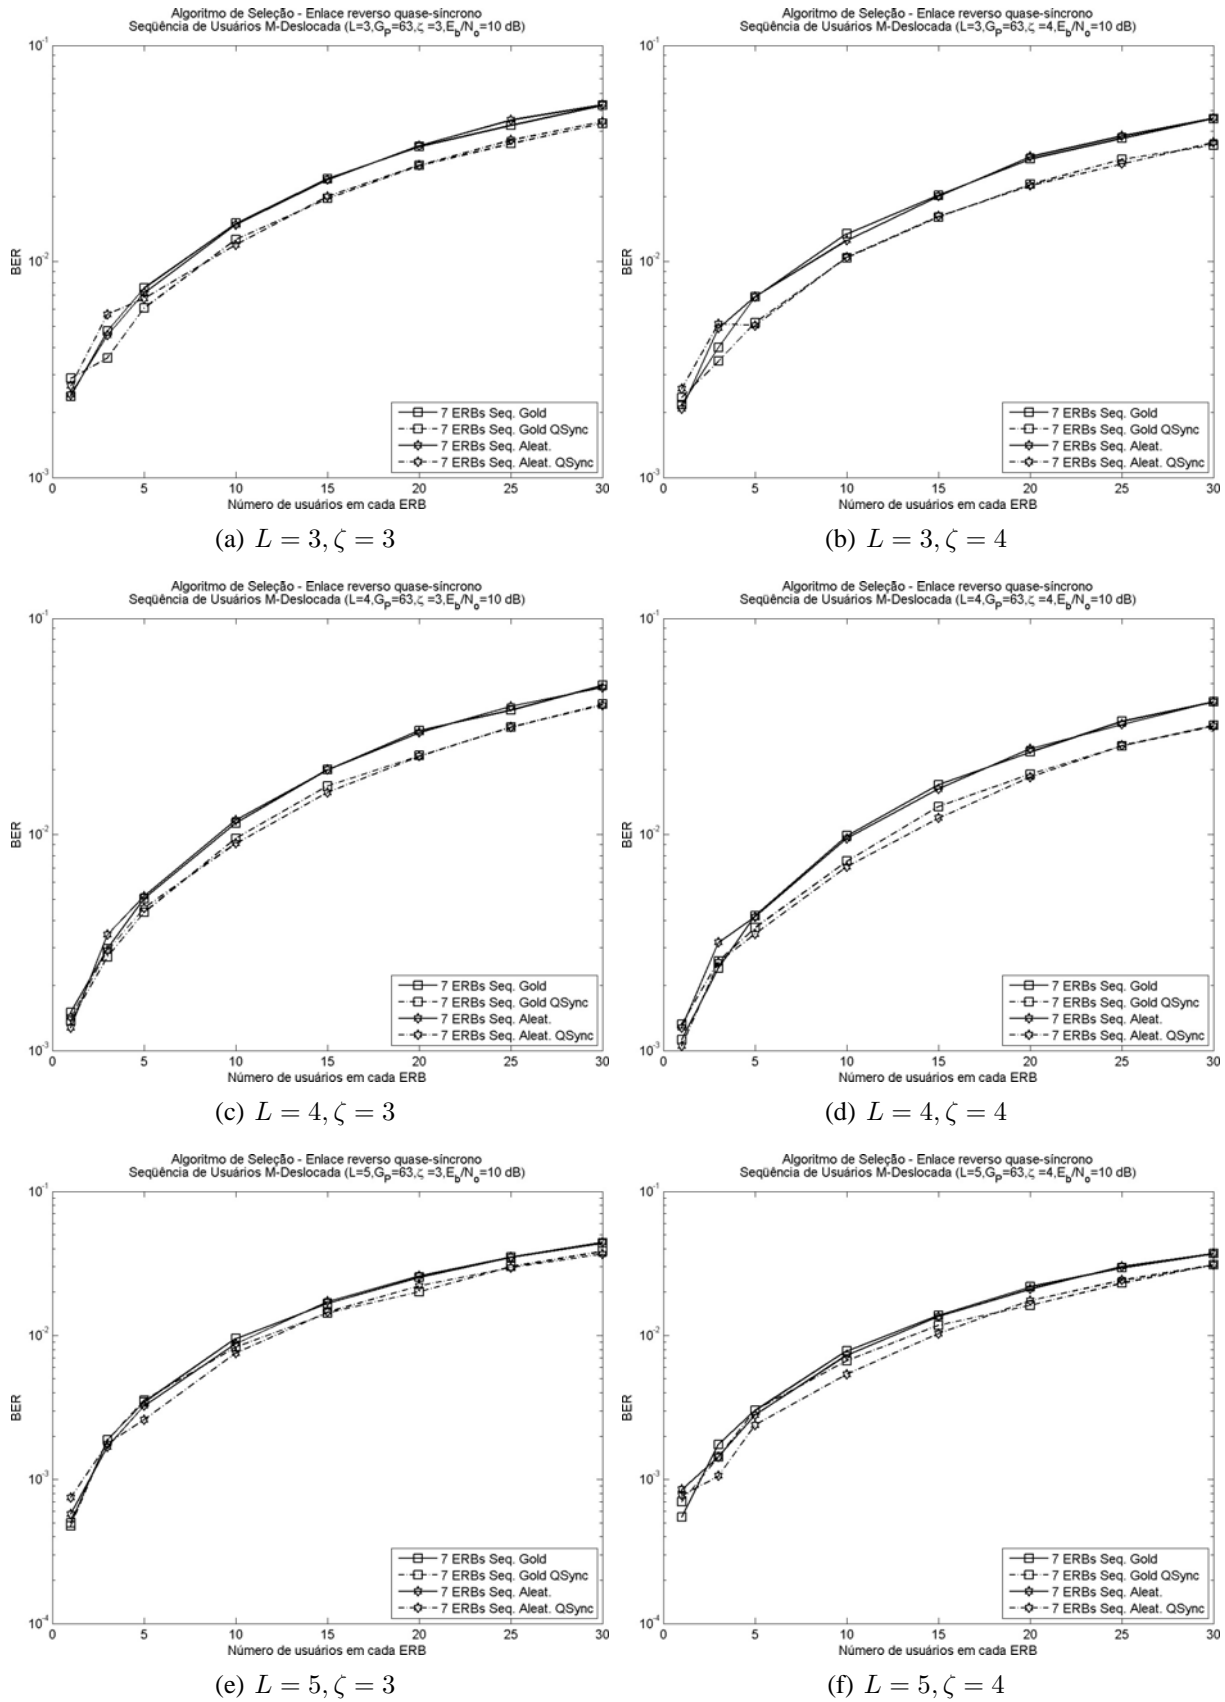 Algoritmo de Seleção - Enlace reverso quase-síncrono
Seqüência de Usuários M-Deslocada (L=3,G_P=63,ζ =3,E_b/N_o=10 dB)
10^-1
10^-2
10^-3
BER
0 5 10 15 20 25 30
Número de usuários em cada ERB
7 ERBs Seq. Gold
7 ERBs Seq. Gold QSync
7 ERBs Seq. Aleat.
7 ERBs Seq. Aleat. QSync
(a) L = 3, ζ = 3
Algoritmo de Seleção - Enlace reverso quase-síncrono
Seqüência de Usuários M-Deslocada (L=3,G_P=63,ζ =4,E_b/N_o=10 dB)
10^-1
10^-2
10^-3
BER
0 5 10 15 20 25 30
Número de usuários em cada ERB
7 ERBs Seq. Gold
7 ERBs Seq. Gold QSync
7 ERBs Seq. Aleat.
7 ERBs Seq. Aleat. QSync
(b) L = 3, ζ = 4
Algoritmo de Seleção - Enlace reverso quase-síncrono
Seqüência de Usuários M-Deslocada (L=4,G_P=63,ζ =3,E_b/N_o=10 dB)
10^-1
10^-2
10^-3
BER
0 5 10 15 20 25 30
Número de usuários em cada ERB
7 ERBs Seq. Gold
7 ERBs Seq. Gold QSync
7 ERBs Seq. Aleat.
7 ERBs Seq. Aleat. QSync
(c) L = 4, ζ = 3
Algoritmo de Seleção - Enlace reverso quase-síncrono
Seqüência de Usuários M-Deslocada (L=4,G_P=63,ζ =4,E_b/N_o=10 dB)
10^-1
10^-2
10^-3
BER
0 5 10 15 20 25 30
Número de usuários em cada ERB
7 ERBs Seq. Gold
7 ERBs Seq. Gold QSync
7 ERBs Seq. Aleat.
7 ERBs Seq. Aleat. QSync
(d) L = 4, ζ = 4
Algoritmo de Seleção - Enlace reverso quase-síncrono
Seqüência de Usuários M-Deslocada (L=5,G_P=63,ζ =3,E_b/N_o=10 dB)
10^-1
10^-2
10^-3
10^-4
BER
0 5 10 15 20 25 30
Número de usuários em cada ERB
7 ERBs Seq. Gold
7 ERBs Seq. Gold QSync
7 ERBs Seq. Aleat.
7 ERBs Seq. Aleat. QSync
(e) L = 5, ζ = 3
Algoritmo de Seleção - Enlace reverso quase-síncrono
Seqüência de Usuários M-Deslocada (L=5,G_P=63,ζ =4,E_b/N_o=10 dB)
10^-1
10^-2
10^-3
10^-4
BER
0 5 10 15 20 25 30
Número de usuários em cada ERB
7 ERBs Seq. Gold
7 ERBs Seq. Gold QSync
7 ERBs Seq. Aleat.
7 ERBs Seq. Aleat. QSync
(f) L = 5, ζ = 4